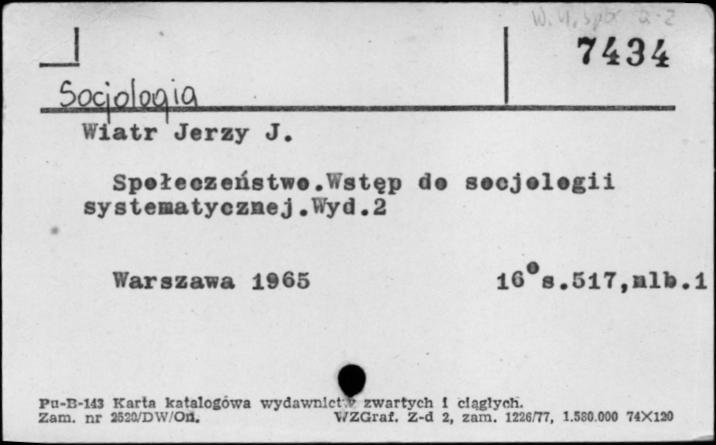 7434
Socjologia
Wiatr Jerzy J.
Społeczeństwo.Wstęp do socjologii
systematycznej.Wyd.2
Warszawa 1965 16°s.517,nlb.1
Pu-B-143 Karta katalogowa wydawnictw zwartych i ciągłych.
Zam. nr 2520/DW/On. WZGraf. Z-d 2, zam. 1226/77, 1.580.000 74X120